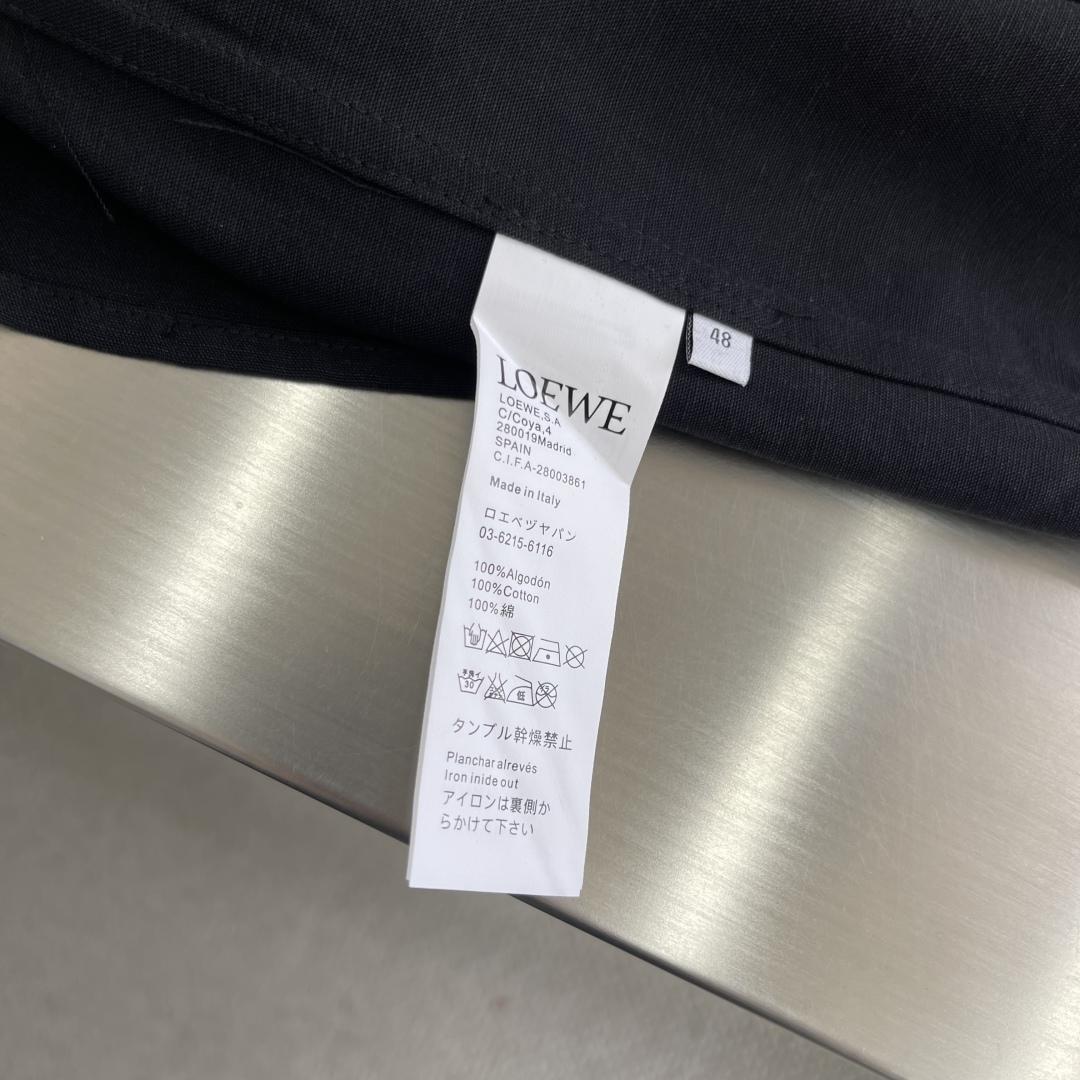 LOEWE
LOEWE,S.A
C/Coya,4
280019Madrid
SPAIN
C.I.F.A-28003861
Made in Italy
ロエベヅヤパン
03-6215-6116
100%Algodón
100%Cotton
100%綿
30
低
タンブル幹燥禁止
Planchar alrevés
Iron inide out
アイロンは裏側か
らかけて下さい
48